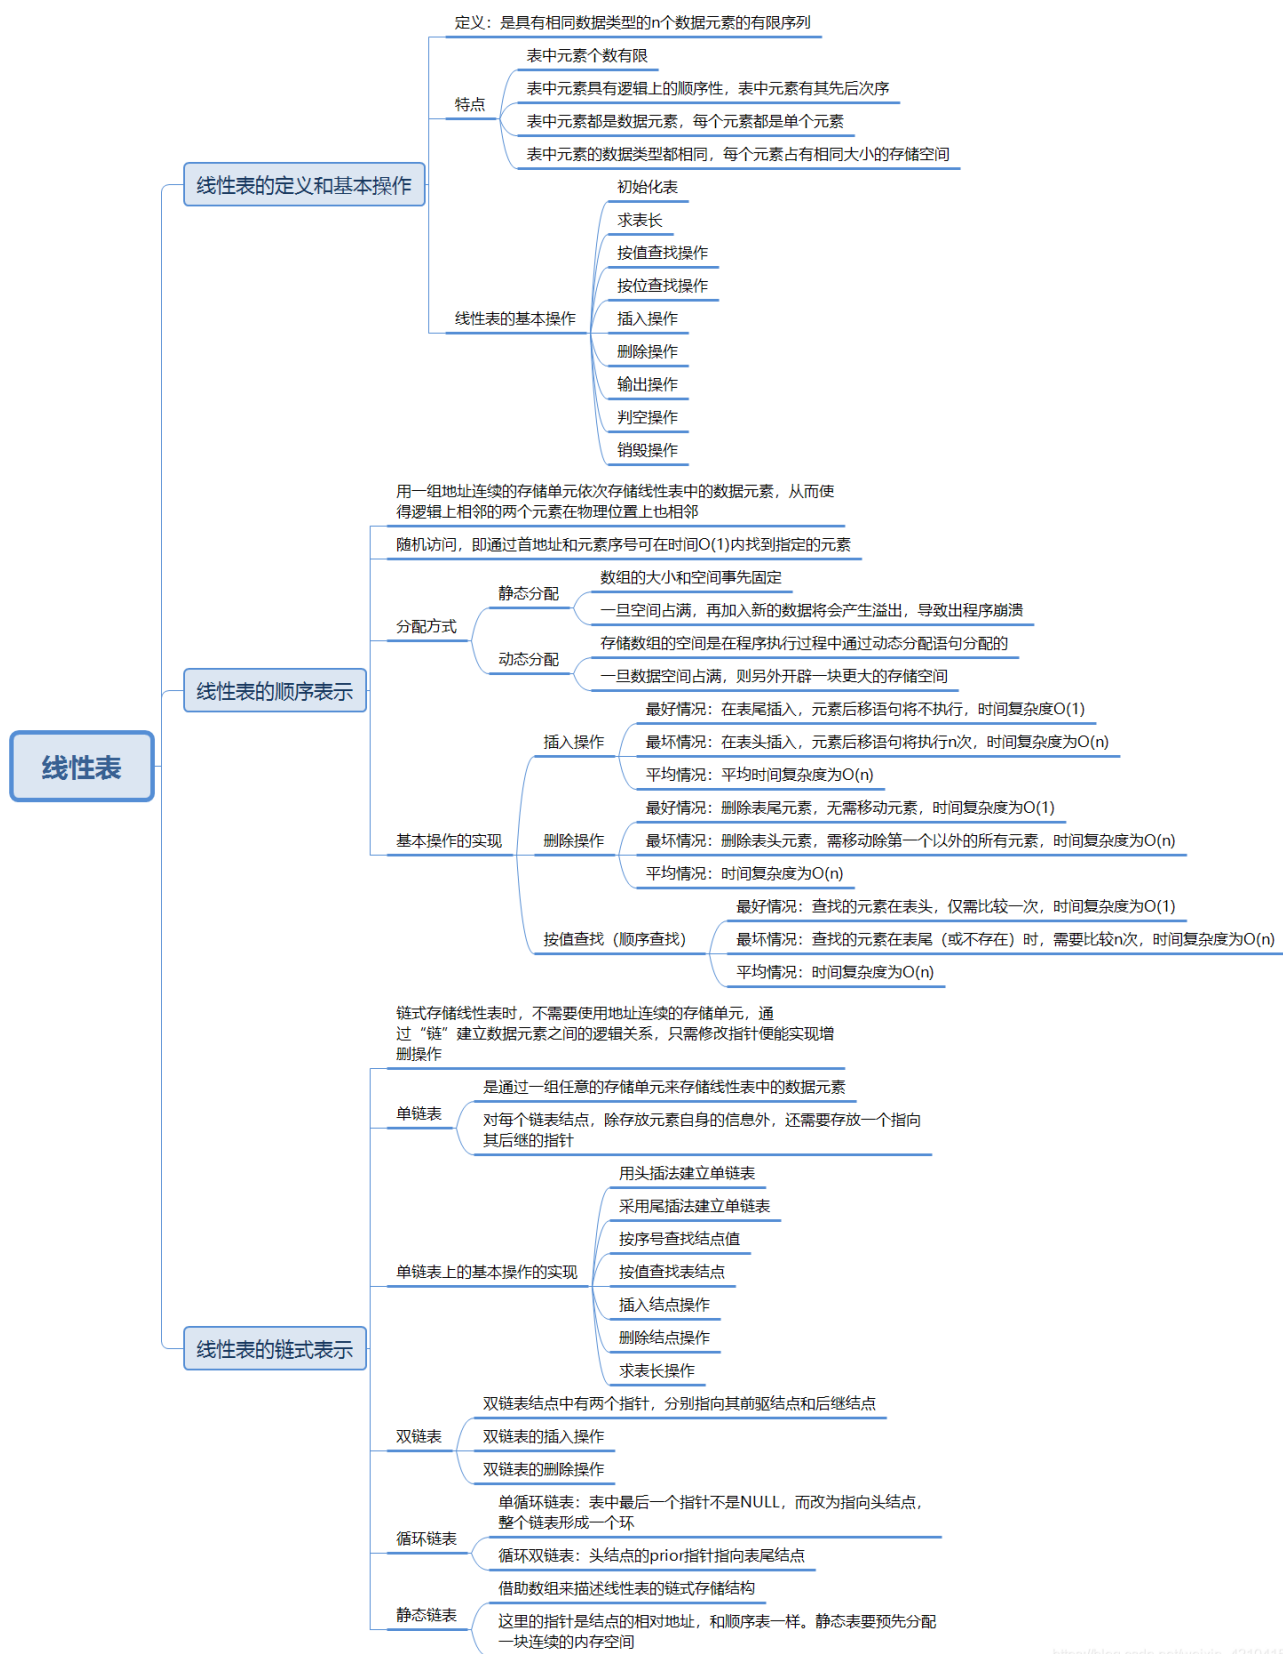 定义：是具有相同数据类型的n个数据元素的有限序列
表中元素个数有限
表中元素具有逻辑上的顺序性，表中元素有其先后次序
特点
表中元素都是数据元素，每个元素都是单个元素
表中元素的数据类型都相同，每个元素占有相同大小的存储空间
线性表的定义和基本操作
初始化表
求表长
按值查找操作
按位查找操作
线性表的基本操作
插入操作
删除操作
输出操作
判空操作
销毁操作
用一组地址连续的存储单元依次存储线性表中的数据元素，从而使
得逻辑上相邻的两个元素在物理位置上也相邻
随机访问，即通过首地址和元素序号可在时间O(1)内找到指定的元素
数组的大小和空间事先固定
静态分配
一旦空间占满，再加入新的数据将会产生溢出，导致出程序崩溃
分配方式
存储数组的空间是在程序执行过程中通过动态分配语句分配的
动态分配
一旦数据空间占满，则另外开辟一块更大的存储空间
线性表的顺序表示
最好情况：在表尾插入，元素后移语句将不执行，时间复杂度O(1)
插入操作
最坏情况：在表头插入，元素后移语句将执行n次，时间复杂度为O(n)
线性表
平均情况：平均时间复杂度为O(n)
最好情况：删除表尾元素，无需移动元素，时间复杂度为O(1)
基本操作的实现
删除操作
最坏情况：删除表头元素，需移动除第一个以外的所有元素，时间复杂度为O(n)
平均情况：时间复杂度为O(n)
最好情况：查找的元素在表头，仅需比较一次，时间复杂度为O(1)
按值查找（顺序查找）
最坏情况：查找的元素在表尾（或不存在）时，需要比较n次，时间复杂度为O(n)
平均情况：时间复杂度为O(n)
链式存储线性表时，不需要使用地址连续的存储单元，通
过“链”建立数据元素之间的逻辑关系，只需修改指针便能实现增
删操作
是通过一组任意的存储单元来存储线性表中的数据元素
单链表
对每个链表结点，除存放元素自身的信息外，还需要存放一个指向
其后继的指针
用头插法建立单链表
采用尾插法建立单链表
按序号查找结点值
单链表上的基本操作的实现
按值查找表结点
插入结点操作
删除结点操作
线性表的链式表示
求表长操作
双链表结点中有两个指针，分别指向其前驱结点和后继结点
双链表
双链表的插入操作
双链表的删除操作
单循环链表：表中最后一个指针不是NULL，而改为指向头结点，
整个链表形成一个环
循环链表
循环双链表：头结点的prior指针指向表尾结点
借助数组来描述线性表的链式存储结构
静态链表
这里的指针是结点的相对地址，和顺序表一样。静态表要预先分配
一块连续的内存空间